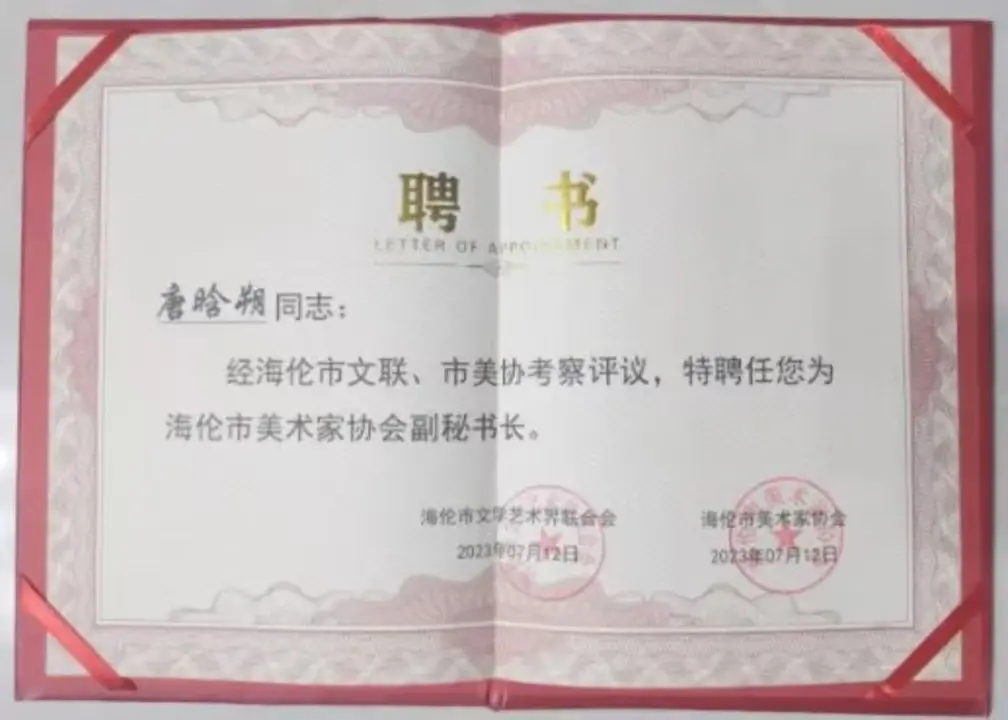 聘 书
LETTER OF APPOINTMENT
唐晗朔同志：
经海伦市文联、市美协考察评议，特聘任您为
海伦市美术家协会副秘书长。
海伦市文学艺术界联合会 海伦市美术家协会
2023年07月12日 2023年07月12日